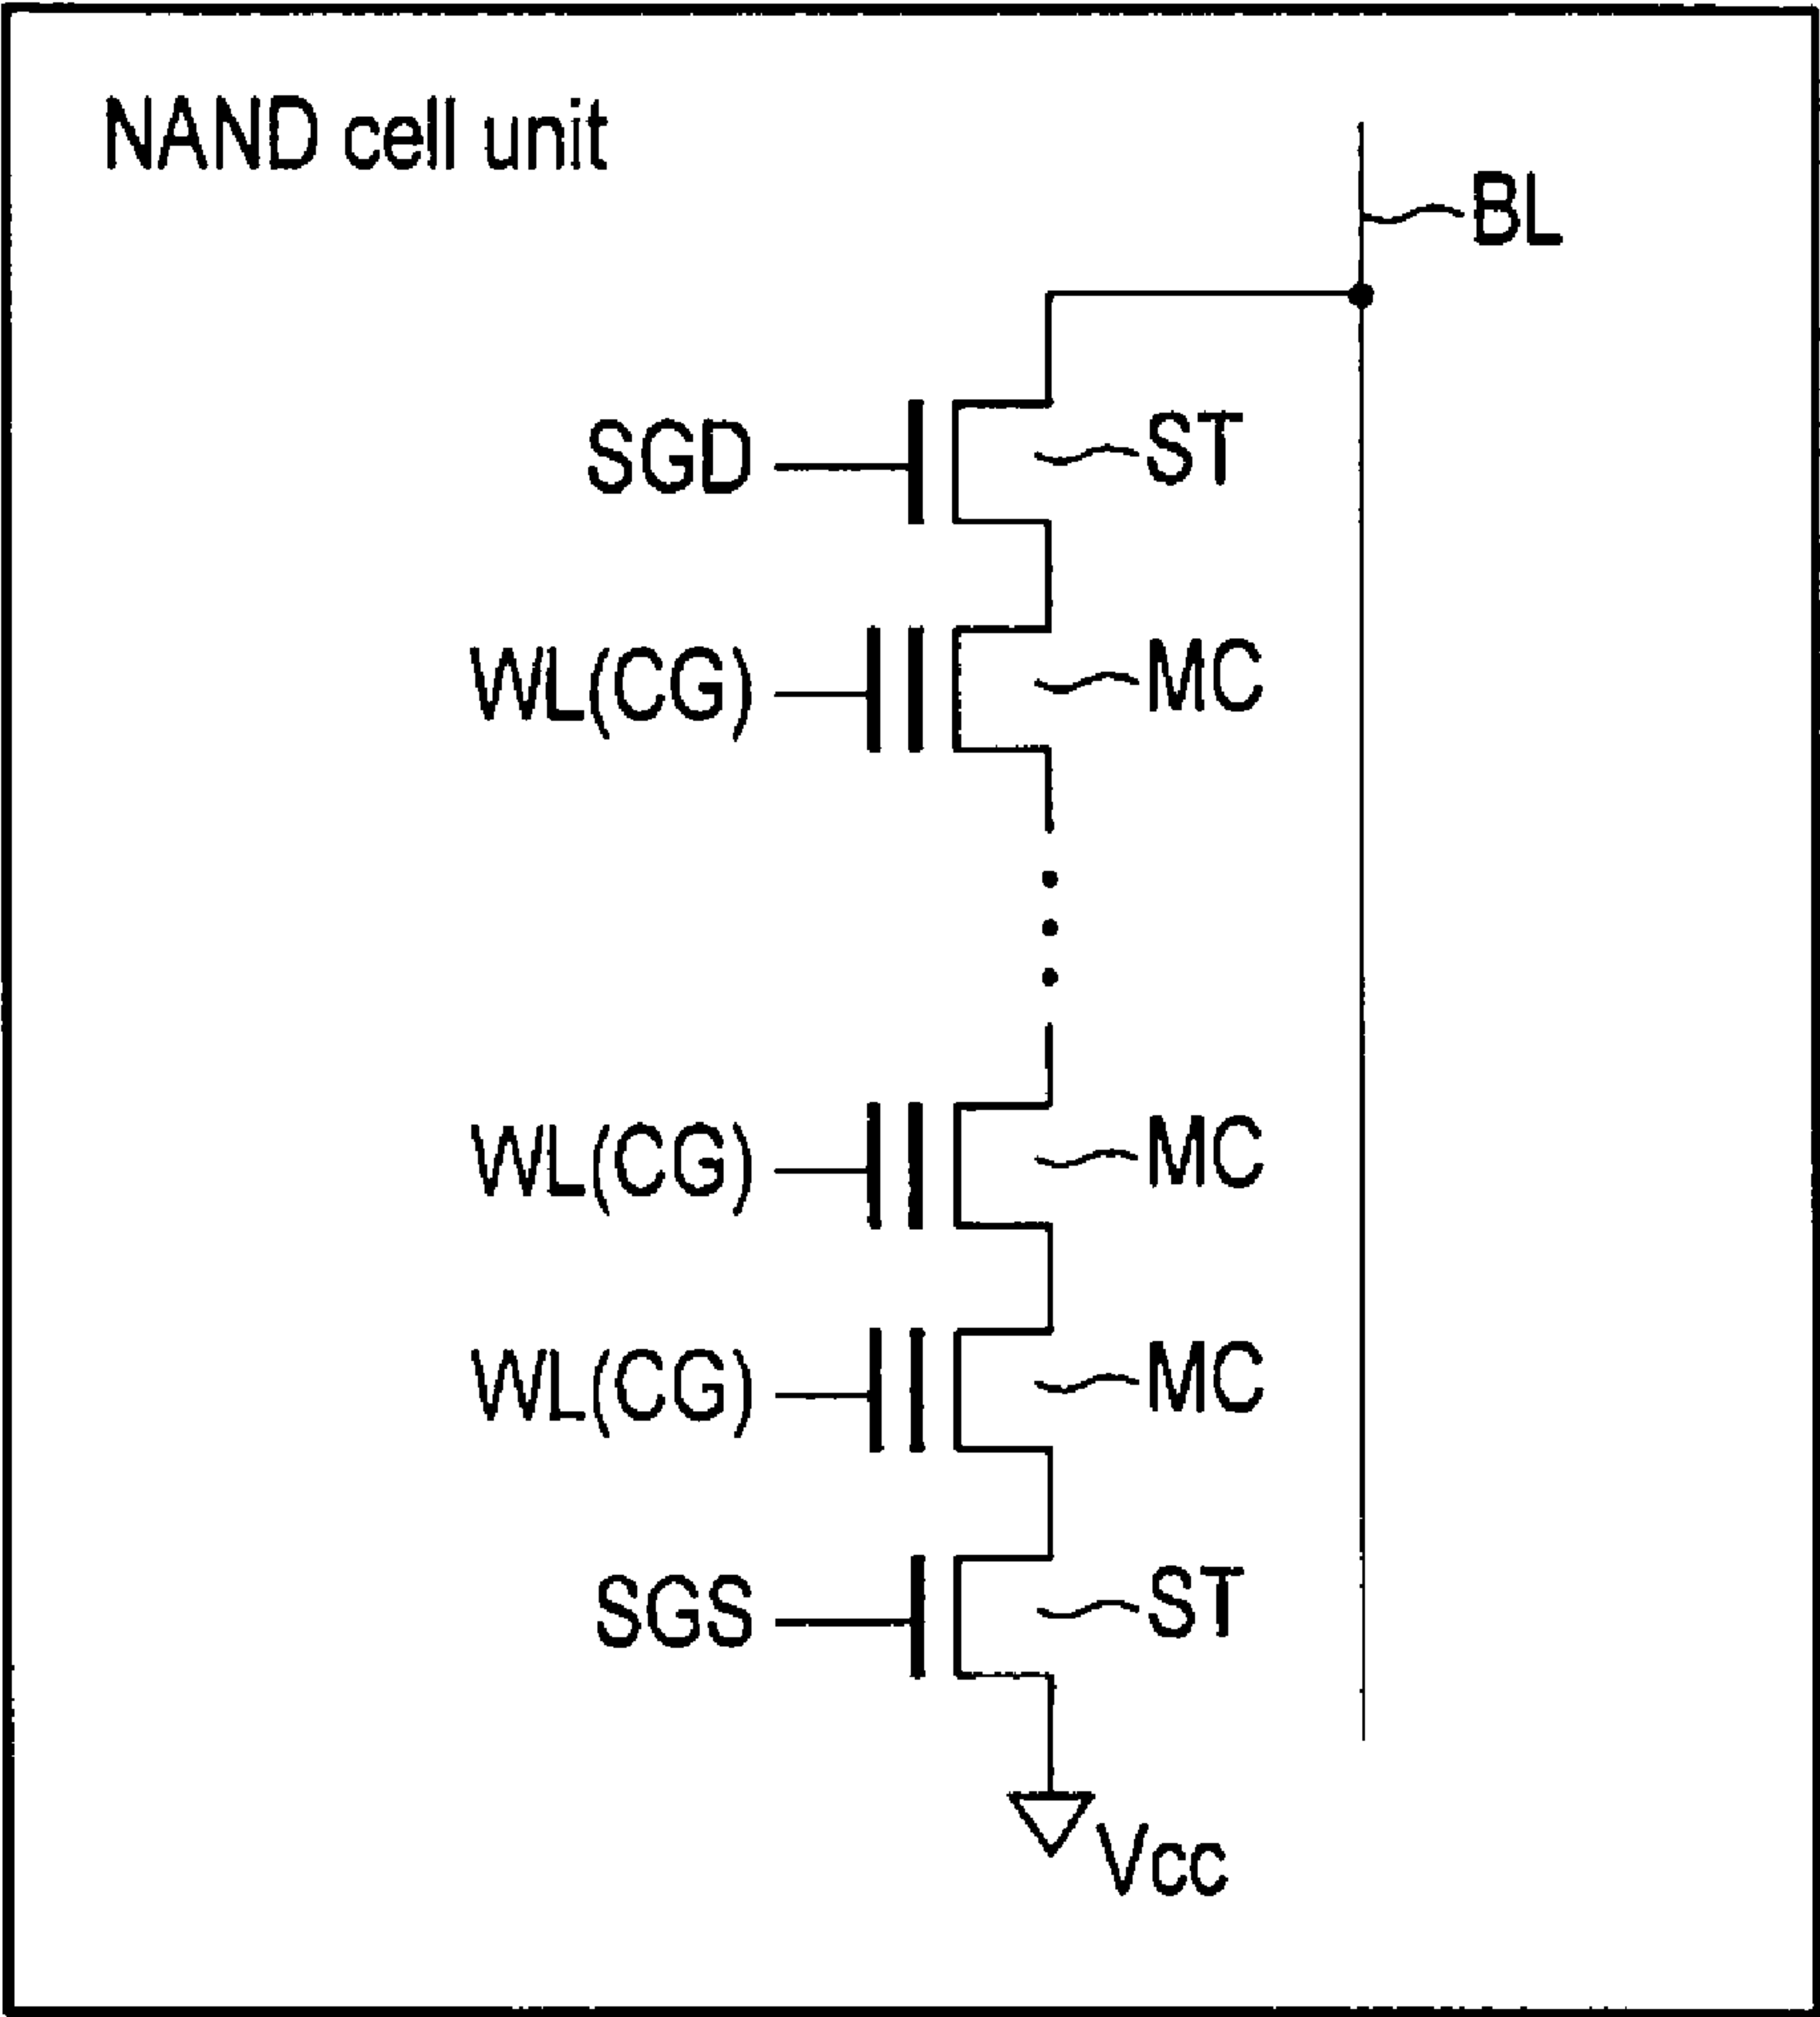 NAND cell unit
BL
SGD ST
WL(CG) MC
WL(CG) MC
WL(CG) MC
SGS ST
Vcc